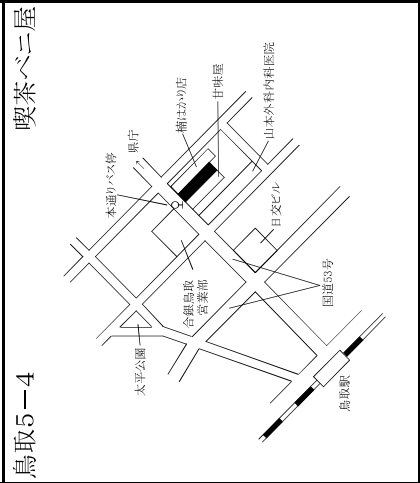 鳥取5－4
喫茶ベニ屋
本通りバス停
県庁
楠はかり店
甘味屋
山本外科内科医院
日交ビル
合銀鳥取
営業部
国道53号
太平公園
鳥取駅